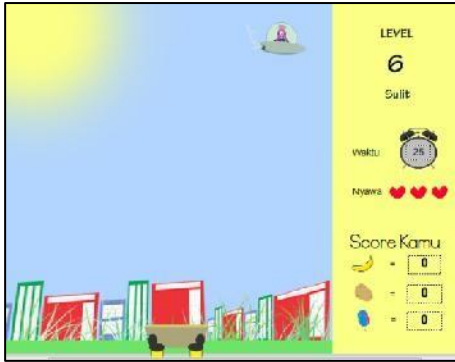 LEVEL
6
Sulit
Waktu
25
Nyawa
Score Kamu
= 0
= 0
= 0